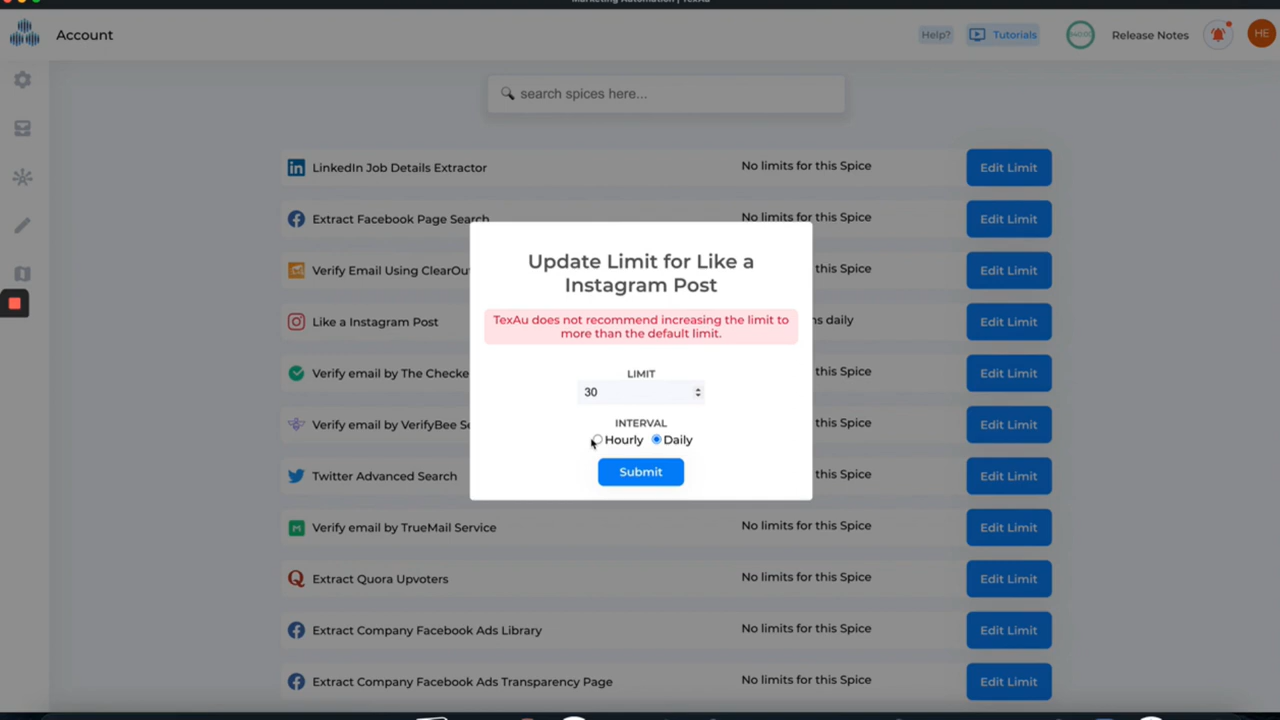 Marketing Automation | TexAu
Account
Help?
Tutorials
Release Notes
HE
search spices here...
LinkedIn Job Details Extractor
No limits for this Spice
Edit Limit
Extract Facebook Page Search
No limits for this Spice
Edit Limit
Verify Email Using ClearOu
this Spice
Edit Limit
Like a Instagram Post
ns daily
Edit Limit
Verify email by The Checke
this Spice
Edit Limit
Verify email by VerifyBee Se
this Spice
Edit Limit
Twitter Advanced Search
this Spice
Edit Limit
Verify email by TrueMail Service
No limits for this Spice
Edit Limit
Extract Quora Upvoters
No limits for this Spice
Edit Limit
Extract Company Facebook Ads Library
No limits for this Spice
Edit Limit
Extract Company Facebook Ads Transparency Page
No limits for this Spice
Edit Limit
Update Limit for Like a
Instagram Post
TexAu does not recommend increasing the limit to
more than the default limit.
LIMIT
30
INTERVAL
Hourly Daily
Submit